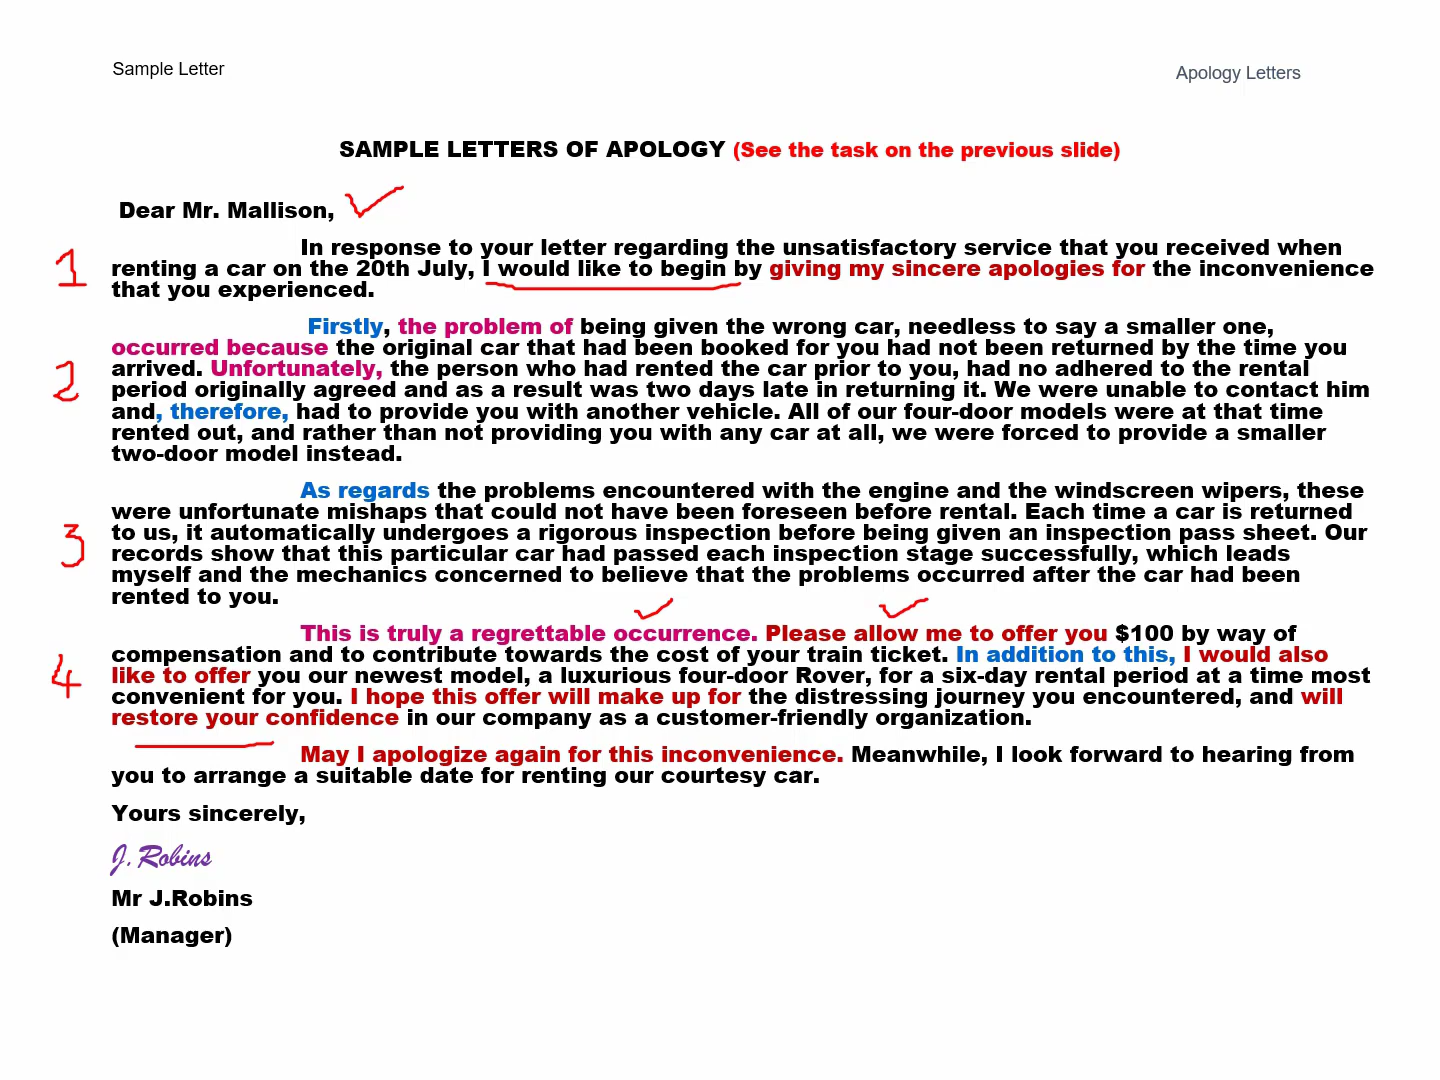 Sample Letter
Apology Letters
SAMPLE LETTERS OF APOLOGY (See the task on the previous slide)
Dear Mr. Mallison,
In response to your letter regarding the unsatisfactory service that you received when
1
renting a car on the 20th July, I would like to begin by giving my sincere apologies for the inconvenience
that you experienced.
Firstly, the problem of being given the wrong car, needless to say a smaller one,
occurred because the original car that had been booked for you had not been returned by the time you
arrived. Unfortunately, the person who had rented the car prior to you, had no adhered to the rental
2
period originally agreed and as a result was two days late in returning it. We were unable to contact him
and, therefore, had to provide you with another vehicle. All of our four-door models were at that time
rented out, and rather than not providing you with any car at all, we were forced to provide a smaller
two-door model instead.
As regards the problems encountered with the engine and the windscreen wipers, these
were unfortunate mishaps that could not have been foreseen before rental. Each time a car is returned
to us, it automatically undergoes a rigorous inspection before being given an inspection pass sheet. Our
3
records show that this particular car had passed each inspection stage successfully, which leads
myself and the mechanics concerned to believe that the problems occurred after the car had been
rented to you.
This is truly a regrettable occurrence. Please allow me to offer you $100 by way of
compensation and to contribute towards the cost of your train ticket. In addition to this, I would also
4
like to offer you our newest model, a luxurious four-door Rover, for a six-day rental period at a time most
convenient for you. I hope this offer will make up for the distressing journey you encountered, and will
restore your confidence in our company as a customer-friendly organization.
May I apologize again for this inconvenience. Meanwhile, I look forward to hearing from
you to arrange a suitable date for renting our courtesy car.
Yours sincerely,
J. Robins
Mr J.Robins
(Manager)